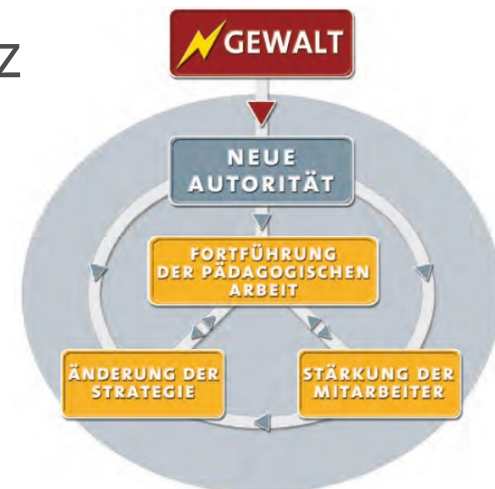 Z
GEWALT
NEUE
AUTORITÄT
FORTFÜHRUNG
DER PÄDAGOGISCHEN
ARBEIT
ÄNDERUNG DER
STRATEGIE
STÄRKUNG DER
MITARBEITER